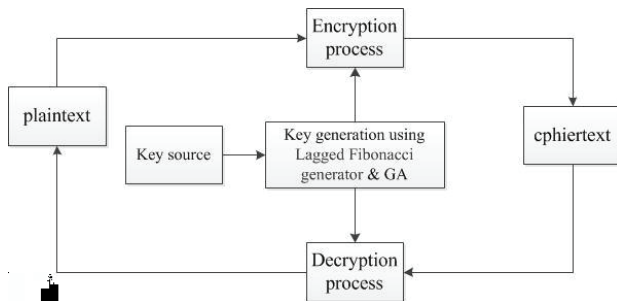 Encryption
process
plaintext
Key source
Key generation using
Lagged Fibonacci
generator & GA
cphiertext
Decryption
process